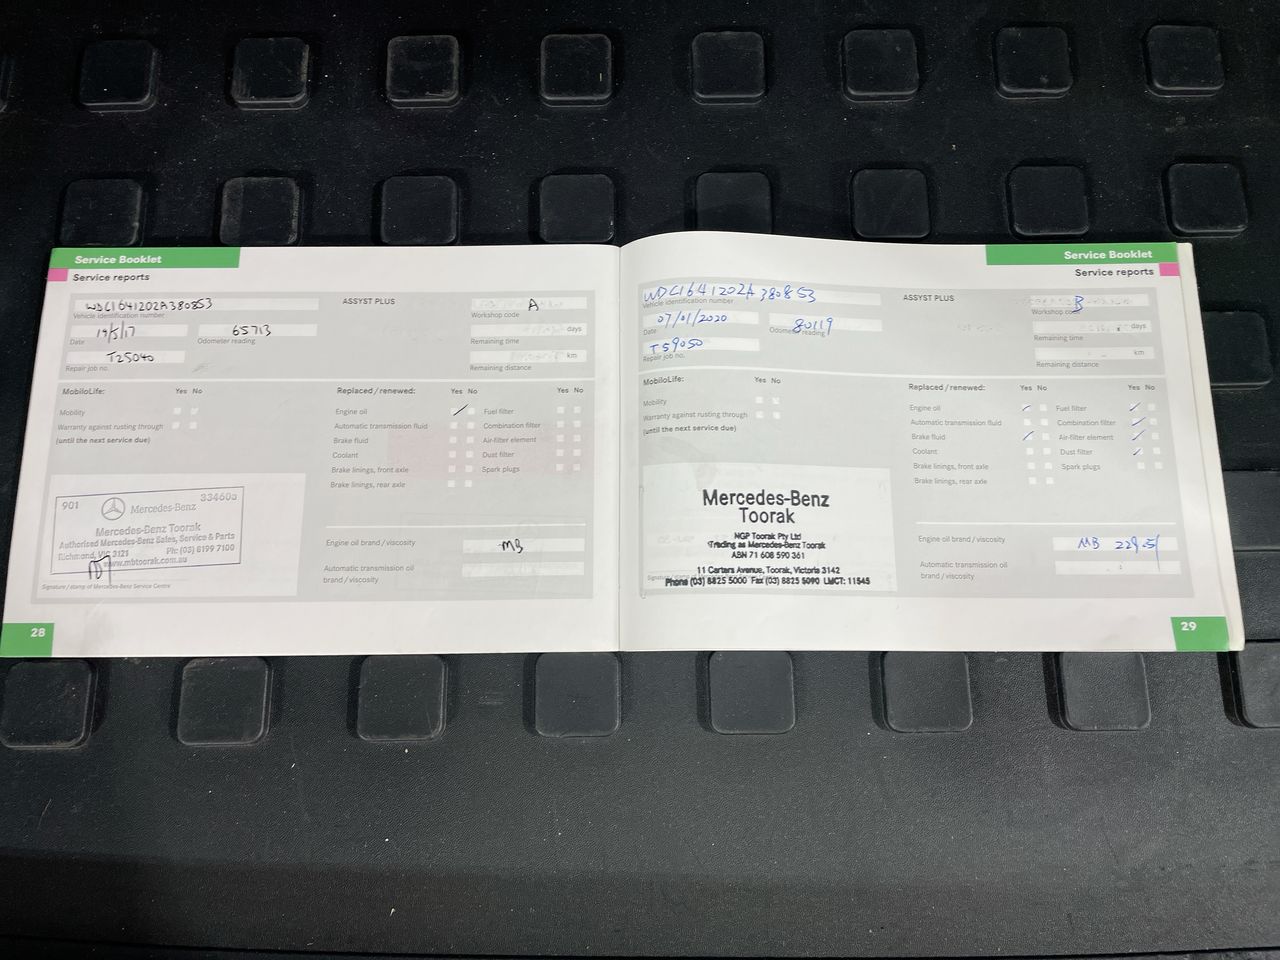 Service Booklet
Service reports
WDC1641202A380853
Vehicle identification number
19/5/17
65713
Date
Odometer reading
T25040
Repair job no.
ASSYST PLUS
A
Workshop code
days
Remaining time
km
Remaining distance
MobiloLife:
Yes No
Mobility
Warranty against rusting through
(until the next service due)
Replaced / renewed:
Yes No
Yes No
Engine oil
Fuel filter
Automatic transmission fluid
Combination filter
Brake fluid
Air-filter element
Coolant
Dust filter
Brake linings, front axle
Spark plugs
Brake linings, rear axle
901
Mercedes-Benz
33460a
Mercedes-Benz Toorak
Authorised Mercedes-Benz Sales, Service & Parts
Richmond, VIC 3121 Ph: (03) 8199 7100
www.mbtoorak.com.au
Signature / stamp of Mercedes-Benz Service Centre
Engine oil brand / viscosity
MB
Automatic transmission oil
brand / viscosity
28
Service Booklet
Service reports
WDC1641202A380853
Vehicle identification number
07/01/2020
80119
Date
Odometer reading
T59050
Repair job no.
ASSYST PLUS
B
Workshop code
days
Remaining time
km
Remaining distance
MobiloLife:
Yes No
Mobility
Warranty against rusting through
(until the next service due)
Replaced / renewed:
Yes No
Yes No
Engine oil
Fuel filter
Automatic transmission fluid
Combination filter
Brake fluid
Air-filter element
Coolant
Dust filter
Brake linings, front axle
Spark plugs
Brake linings, rear axle
Mercedes-Benz
Toorak
NGP Toorak Pty Ltd
Trading as Mercedes-Benz Toorak
ABN 71 608 590 361
11 Carters Avenue, Toorak, Victoria 3142
Phone (03) 8825 5000 Fax (03) 8825 5090 LMCT: 11545
Engine oil brand / viscosity
MB 229.51
Automatic transmission oil
brand / viscosity
29